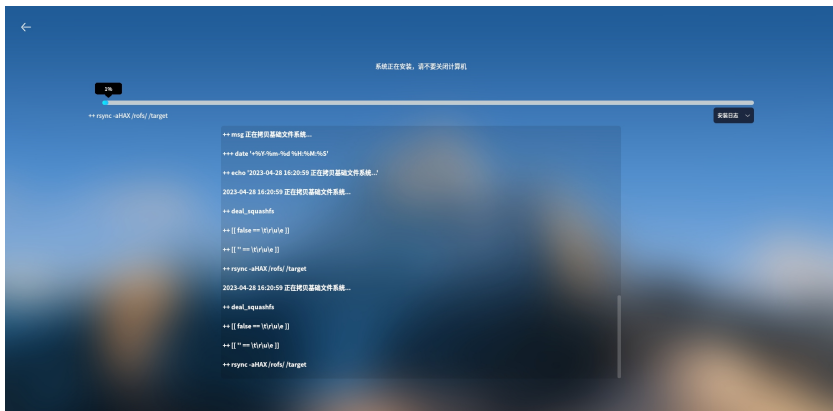 系统正在安装，请不要关闭计算机
1%
++ rsync -aHAX /rofs/ /target
安装日志
++ msg 正在拷贝基础文件系统...
+++ date '+%Y-%m-%d %H:%M:%S'
++ echo '2023-04-28 16:20:59 正在拷贝基础文件系统...'
2023-04-28 16:20:59 正在拷贝基础文件系统...
++ deal_squashfs
++ [[ false == \t\r\u\e ]]
++ [[ '' == \t\r\u\e ]]
++ rsync -aHAX /rofs/ /target
2023-04-28 16:20:59 正在拷贝基础文件系统...
++ deal_squashfs
++ [[ false == \t\r\u\e ]]
++ [[ '' == \t\r\u\e ]]
++ rsync -aHAX /rofs/ /target